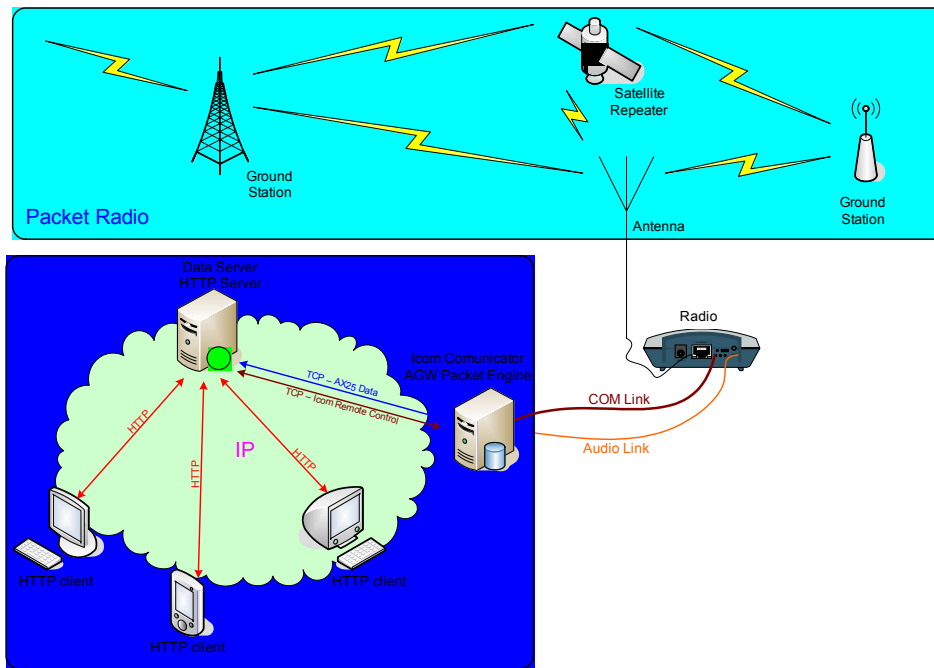 Satellite
Repeater
Ground
Station
Ground
Station
Packet Radio
Antenna
Data Server
HTTP Server
Radio
Icom Comunicator
AGW Packet Engine
TCP – AX25 Data
TCP – Icom Remote Control
COM Link
Audio Link
HTTP
HTTP
HTTP
IP
HTTP client
HTTP client
HTTP client